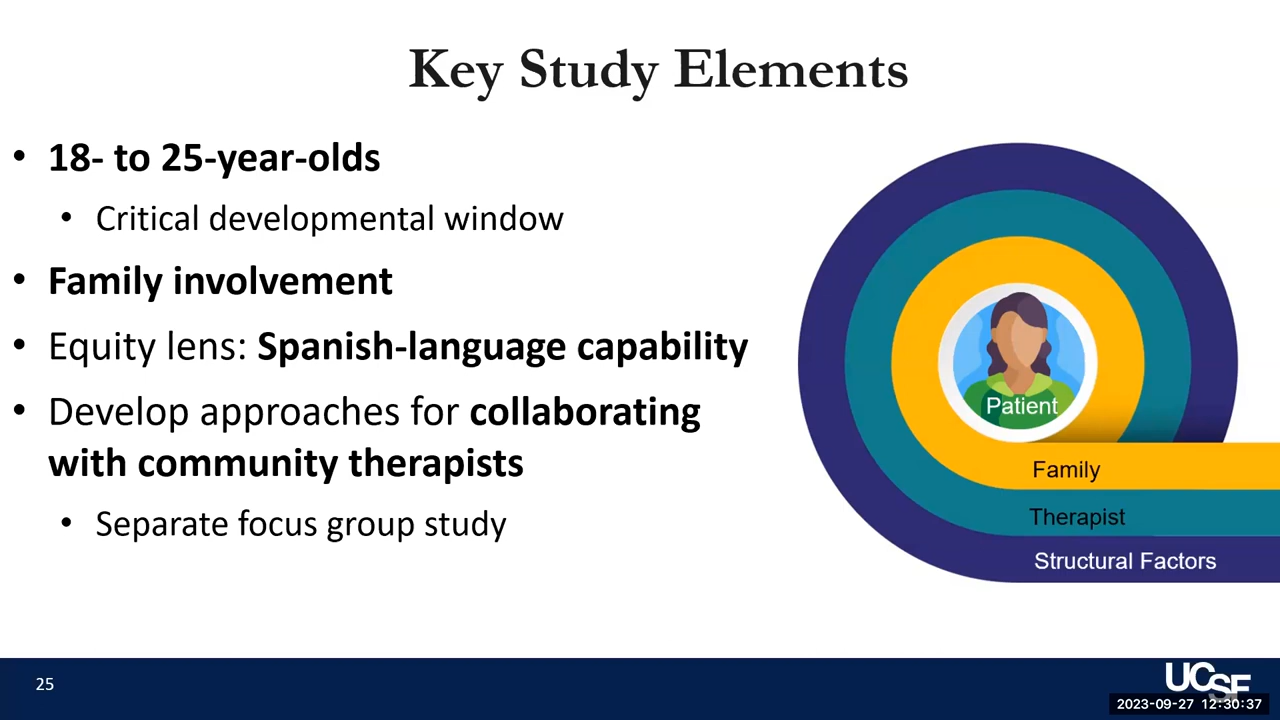 Key Study Elements
• 18- to 25-year-olds
• Critical developmental window
• Family involvement
• Equity lens: Spanish-language capability
• Develop approaches for collaborating
with community therapists
• Separate focus group study
Patient
Family
Therapist
Structural Factors
25
UCSF
2023-09-27 12:30:37